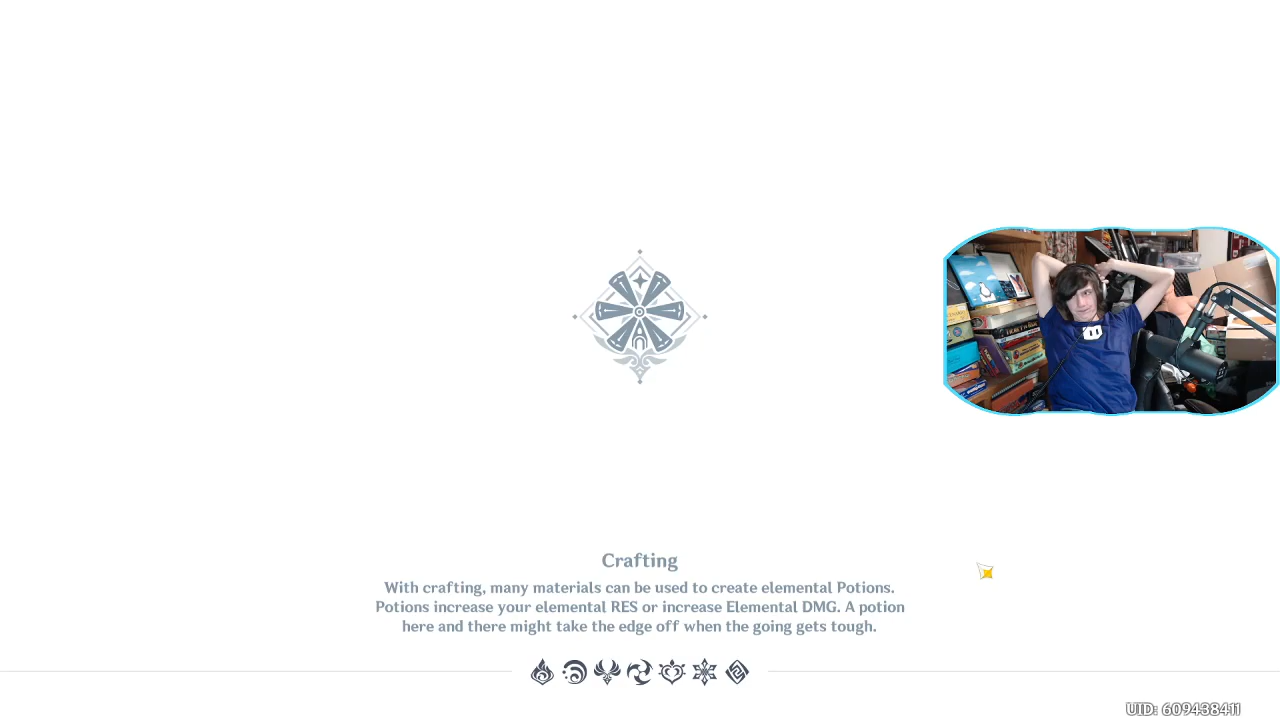 Crafting
With crafting, many materials can be used to create elemental Potions.
Potions increase your elemental RES or increase Elemental DMG. A potion
here and there might take the edge off when the going gets tough.
UID: 609438411